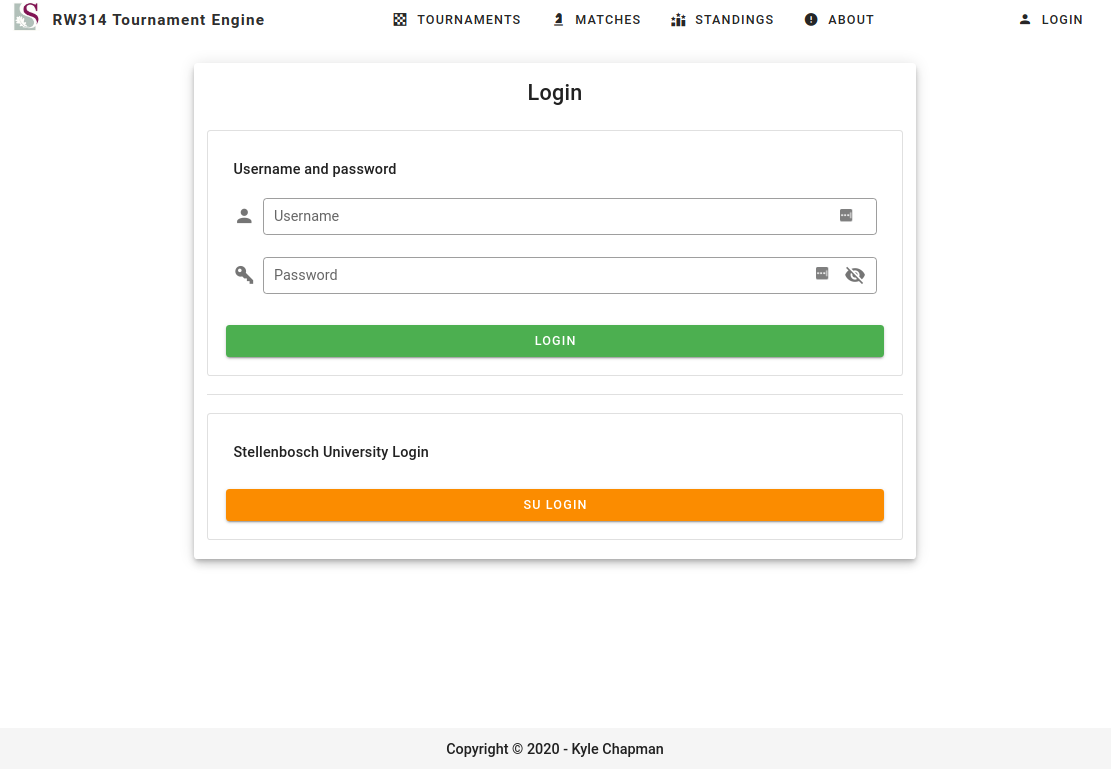 RW314 Tournament Engine TOURNAMENTS MATCHES STANDINGS ABOUT LOGIN
Login
Username and password
Username
Password
LOGIN
Stellenbosch University Login
SU LOGIN
Copyright © 2020 - Kyle Chapman